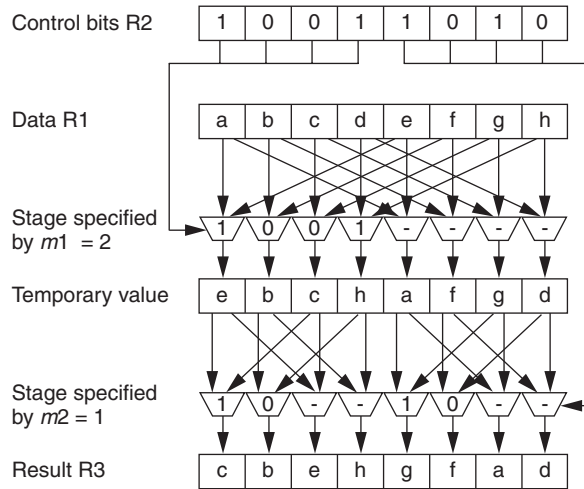 Control bits R2 1 0 0 1 1 0 1 0
Data R1 a b c d e f g h
Stage specified
by m1 = 2 1 0 0 1 - - - -
Temporary value e b c h a f g d
Stage specified
by m2 = 1 1 0 - - 1 0 - -
Result R3 c b e h g f a d